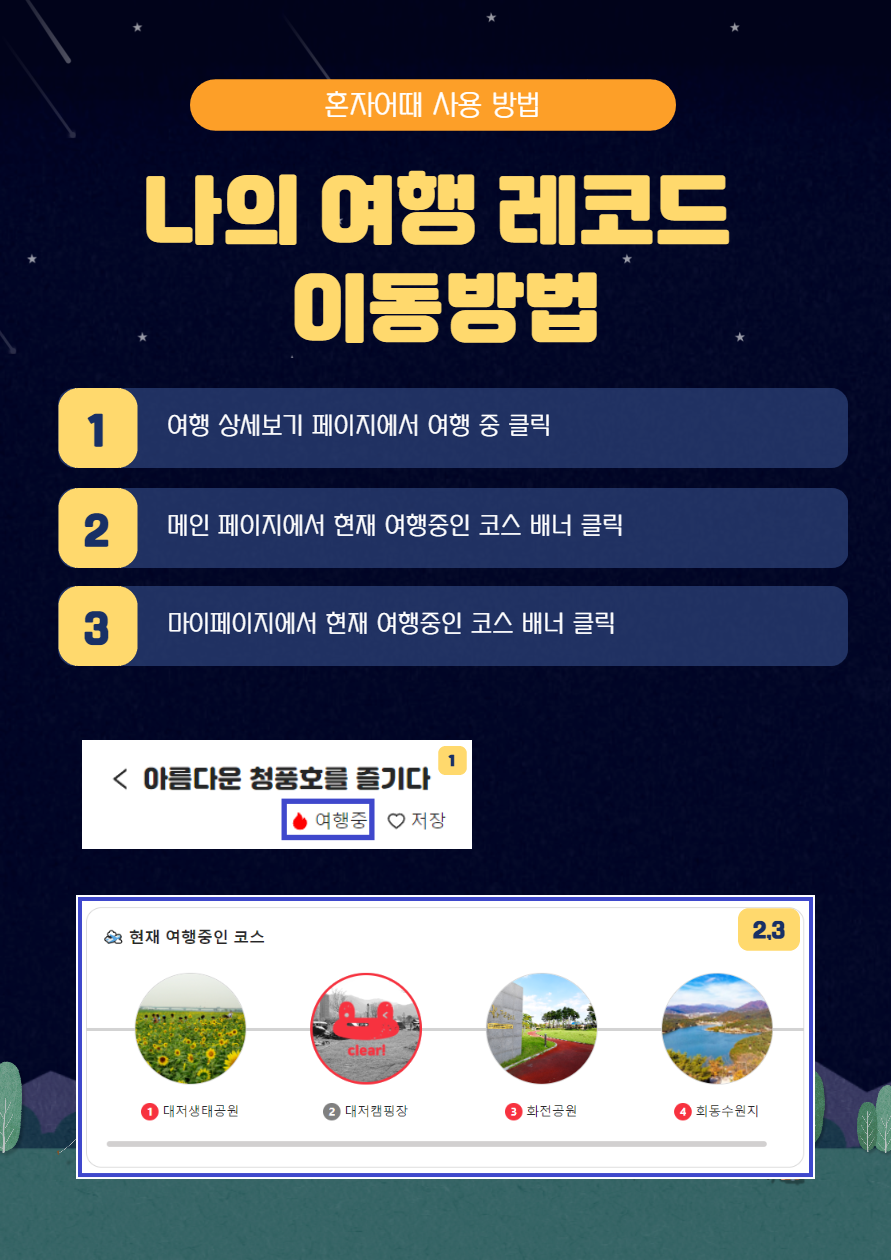 혼자어때 사용 방법
나의 여행 레코드
이동방법
1 여행 상세보기 페이지에서 여행 중 클릭
2 메인 페이지에서 현재 여행중인 코스 배너 클릭
3 마이페이지에서 현재 여행중인 코스 배너 클릭
1
아름다운 청풍호를 즐기다
여행중 저장
2,3
현재 여행중인 코스
clear!
1 대저생태공원 2 대저캠핑장 3 화전공원 4 회동수원지